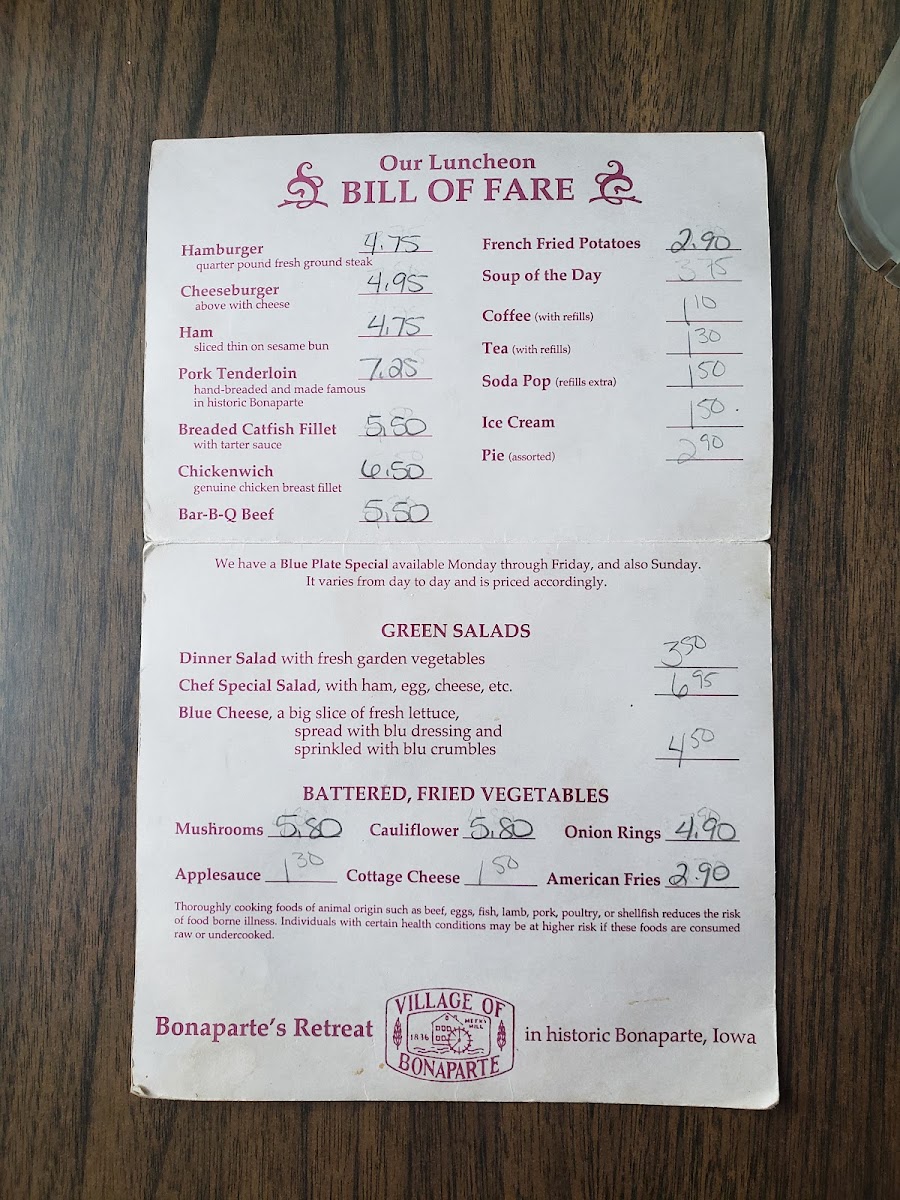 Our Luncheon
BILL OF FARE
Hamburger 4.75
quarter pound fresh ground steak
Cheeseburger 4.95
above with cheese
Ham 4.75
sliced thin on sesame bun
Pork Tenderloin 7.25
hand-breaded and made famous
in historic Bonaparte
Breaded Catfish Fillet 5.50
with tarter sauce
Chickenwich 6.50
genuine chicken breast fillet
Bar-B-Q Beef 5.50
French Fried Potatoes 2.90
Soup of the Day 3 75
Coffee (with refills) 1 10
Tea (with refills) 1 30
Soda Pop (refills extra) 1 50
Ice Cream 1 50
Pie (assorted) 2 90
We have a Blue Plate Special available Monday through Friday, and also Sunday.
It varies from day to day and is priced accordingly.
GREEN SALADS
Dinner Salad with fresh garden vegetables 3 50
Chef Special Salad, with ham, egg, cheese, etc. 6 95
Blue Cheese, a big slice of fresh lettuce,
spread with blu dressing and
sprinkled with blu crumbles 4 50
BATTERED, FRIED VEGETABLES
Mushrooms 5.80 Cauliflower 5.80 Onion Rings 4.90
Applesauce 1 30 Cottage Cheese 1 50 American Fries 2.90
Thoroughly cooking foods of animal origin such as beef, eggs, fish, lamb, pork, poultry, or shellfish reduces the risk
of food borne illness. Individuals with certain health conditions may be at higher risk if these foods are consumed
raw or undercooked.
Bonaparte's Retreat
VILLAGE OF
MEEKS
MILL
1836
BONAPARTE
in historic Bonaparte, Iowa